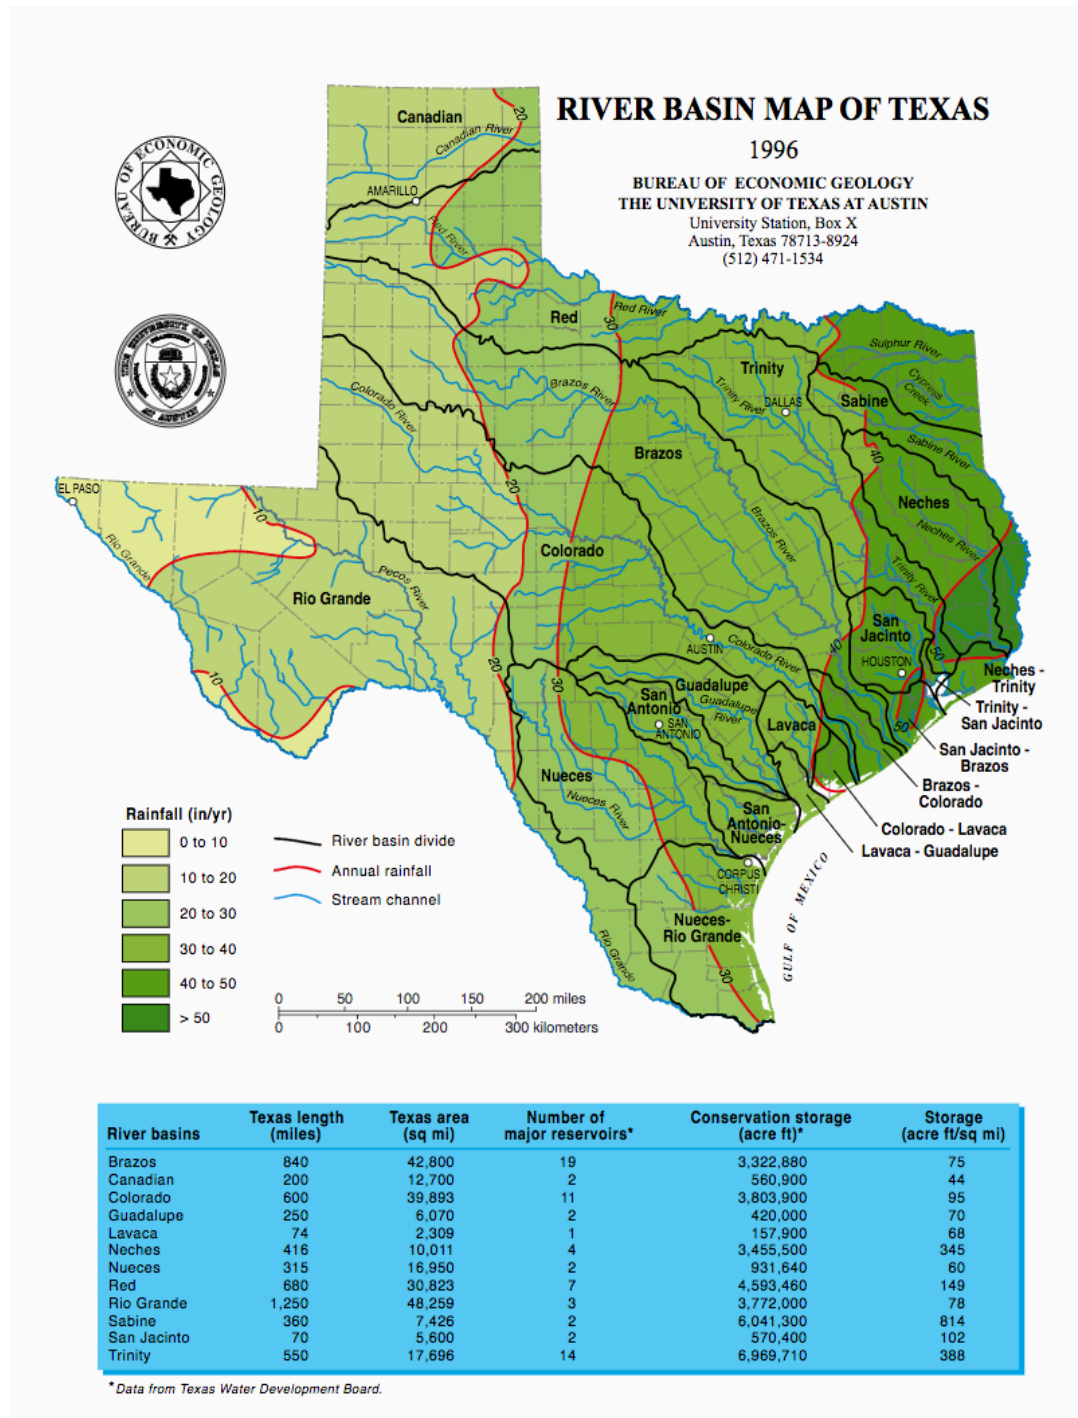 RIVER BASIN MAP OF TEXAS
1996
BUREAU OF ECONOMIC GEOLOGY
THE UNIVERSITY OF TEXAS AT AUSTIN
University Station, Box X
Austin, Texas 78713-8924
(512) 471-1534
BUREAU OF ECONOMIC GEOLOGY
Canadian
Canadian River
20
AMARILLO
Red River
Red
30
Red River
Sulphur River
Cypress
Creek
Trinity
Trinity River
DALLAS
Sabine
Sabine River
Colorado River
Brazos River
Brazos
40
20
EL PASO
10
Rio Grande
Neches
Neches River
Brazos River
Colorado
Trinity River
Pecos River
Rio Grande
San
Jacinto
AUSTIN
Colorado River
40
HOUSTON
50
20
30
10
Guadalupe
San
Antonio
Guadalupe
River
SAN
ANTONIO
Lavaca
50
Neches -
Trinity
Trinity -
San Jacinto
San Jacinto -
Brazos
Brazos -
Colorado
Colorado - Lavaca
Lavaca - Guadalupe
Nueces
Nueces River
San
Antonio-
Nueces
CORPUS
CHRISTI
GULF OF MEXICO
Nueces-
Rio Grande
Rio Grande
30
Rainfall (in/yr)
0 to 10
10 to 20
20 to 30
30 to 40
40 to 50
> 50
River basin divide
Annual rainfall
Stream channel
0 50 100 150 200 miles
0 100 200 300 kilometers
River basins Texas length (miles) Texas area (sq mi) Number of major reservoirs* Conservation storage (acre ft)* Storage (acre ft/sq mi)
Brazos 840 42,800 19 3,322,880 75
Canadian 200 12,700 2 560,900 44
Colorado 600 39,893 11 3,803,900 95
Guadalupe 250 6,070 2 420,000 70
Lavaca 74 2,309 1 157,900 68
Neches 416 10,011 4 3,455,500 345
Nueces 315 16,950 2 931,640 60
Red 680 30,823 7 4,593,460 149
Rio Grande 1,250 48,259 3 3,772,000 78
Sabine 360 7,426 2 6,041,300 814
San Jacinto 70 5,600 2 570,400 102
Trinity 550 17,696 14 6,969,710 388
*Data from Texas Water Development Board.